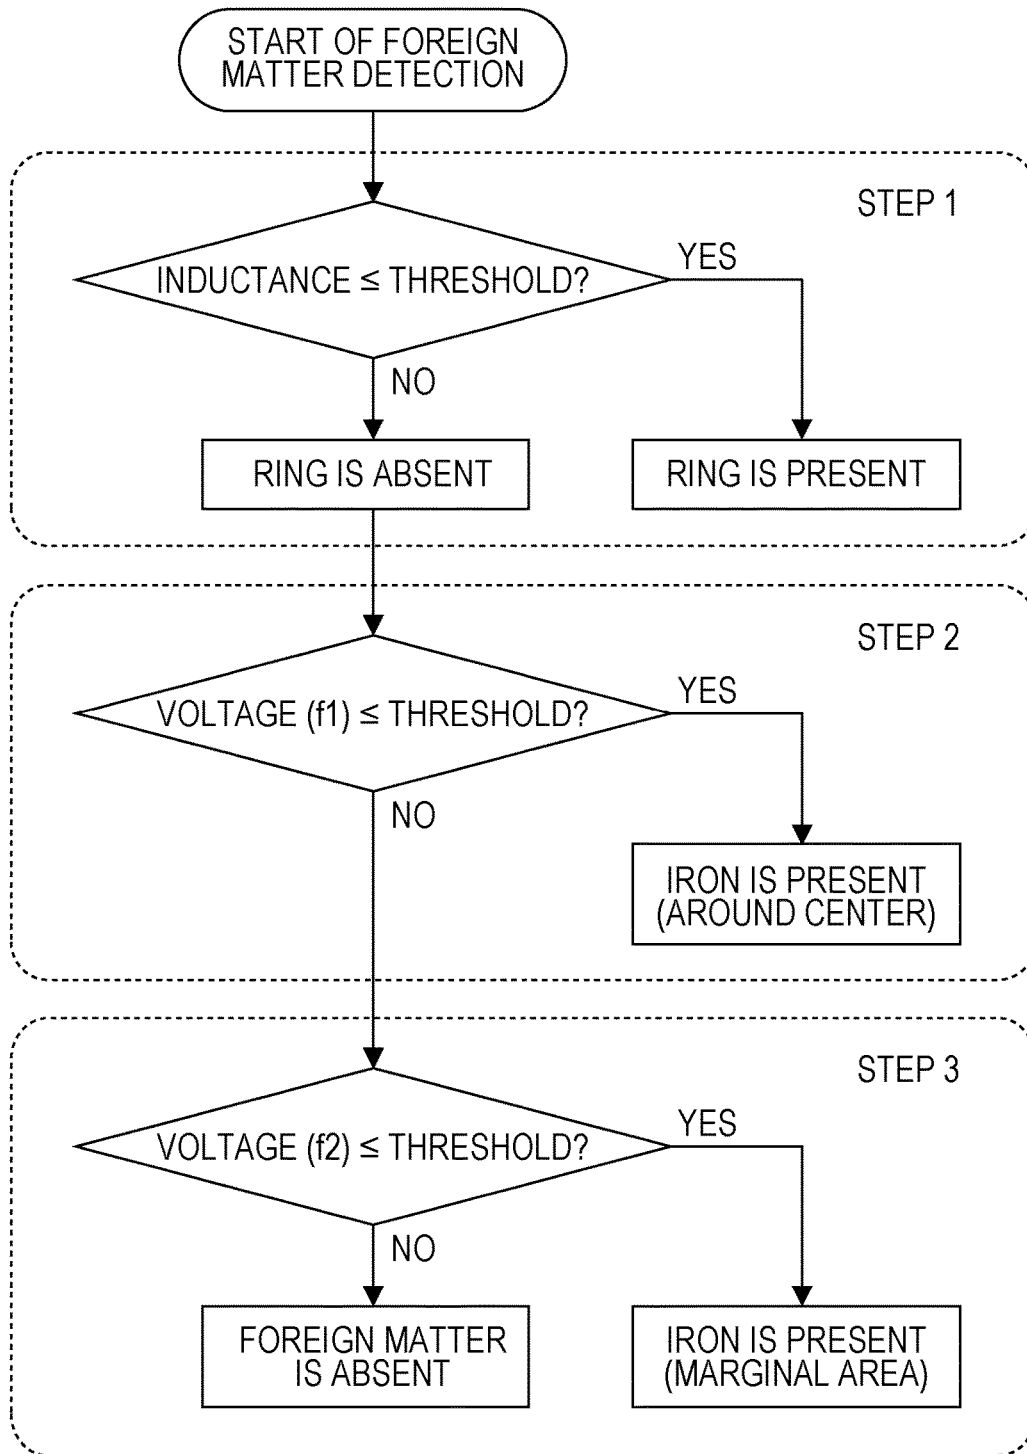 START OF FOREIGN
MATTER DETECTION
STEP 1
INDUCTANCE ≤ THRESHOLD?
YES
NO
RING IS ABSENT
RING IS PRESENT
STEP 2
VOLTAGE (f1) ≤ THRESHOLD?
YES
NO
IRON IS PRESENT
(AROUND CENTER)
STEP 3
VOLTAGE (f2) ≤ THRESHOLD?
YES
NO
FOREIGN MATTER
IS ABSENT
IRON IS PRESENT
(MARGINAL AREA)